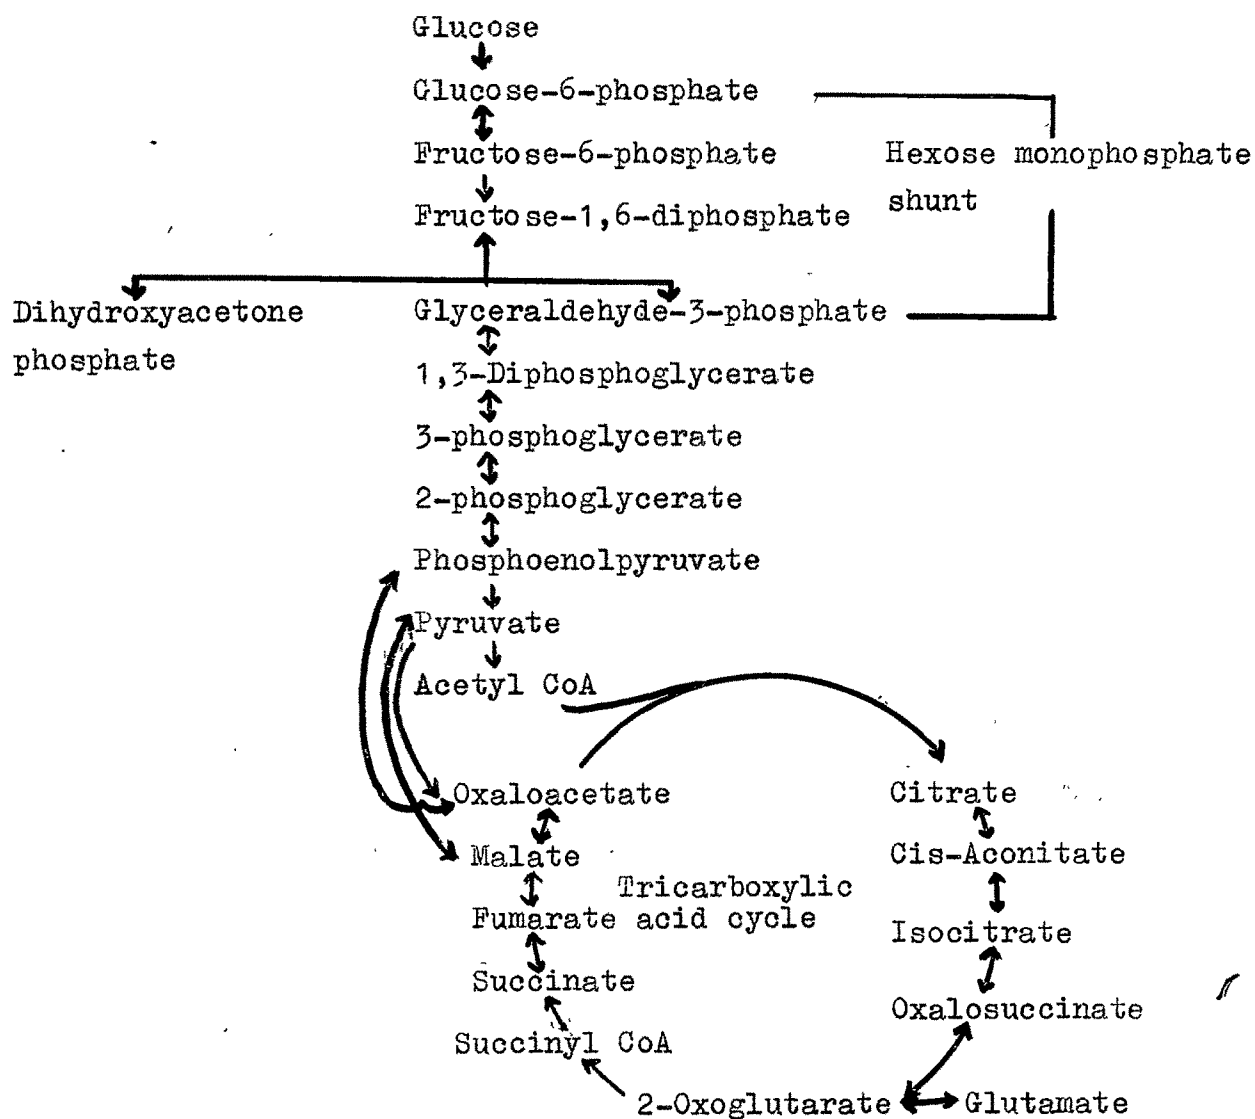 Glucose
Glucose-6-phosphate
Fructose-6-phosphate
Hexose monophosphate
shunt
Fructose-1,6-diphosphate
Dihydroxyacetone
phosphate
Glyceraldehyde-3-phosphate
1,3-Diphosphoglycerate
3-phosphoglycerate
2-phosphoglycerate
Phosphoenolpyruvate
Pyruvate
Acetyl CoA
Oxaloacetate
Malate
Tricarboxylic
acid cycle
Fumarate
Succinate
Succinyl CoA
Citrate
Cis-Aconitate
Isocitrate
Oxalosuccinate
2-Oxoglutarate
Glutamate